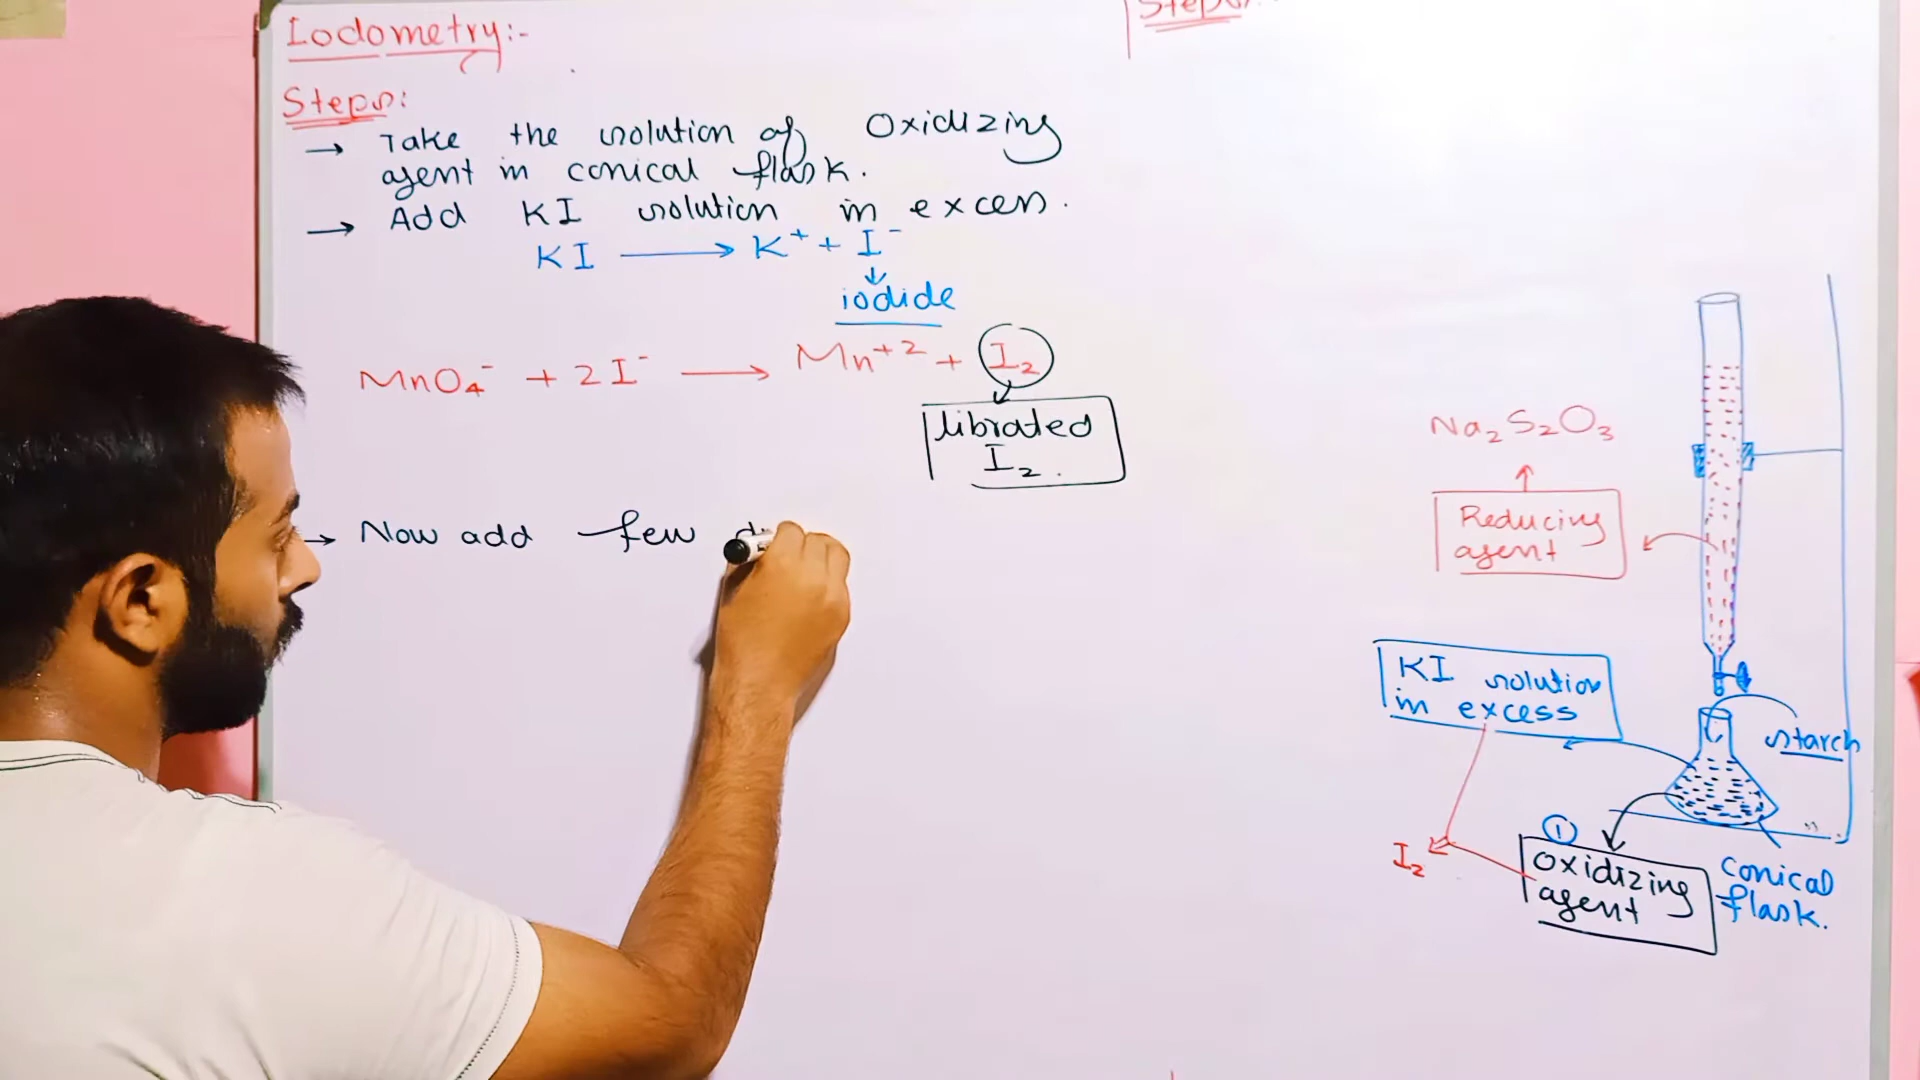 Iodometry:-
Steps:
Steps:
→ Take the solution of Oxidizing
agent in conical flask.
→ Add KI solution in excess.
KI ⟶ K⁺ + I⁻
↓
iodide
MnO₄⁻ + 2I⁻ ⟶ Mn⁺² + I₂
librated
I₂.
→ Now add few
Na₂S₂O₃
Reducing
agent
KI solution
in excess
starch
I₂
①
Oxidizing
agent
conical
flask.